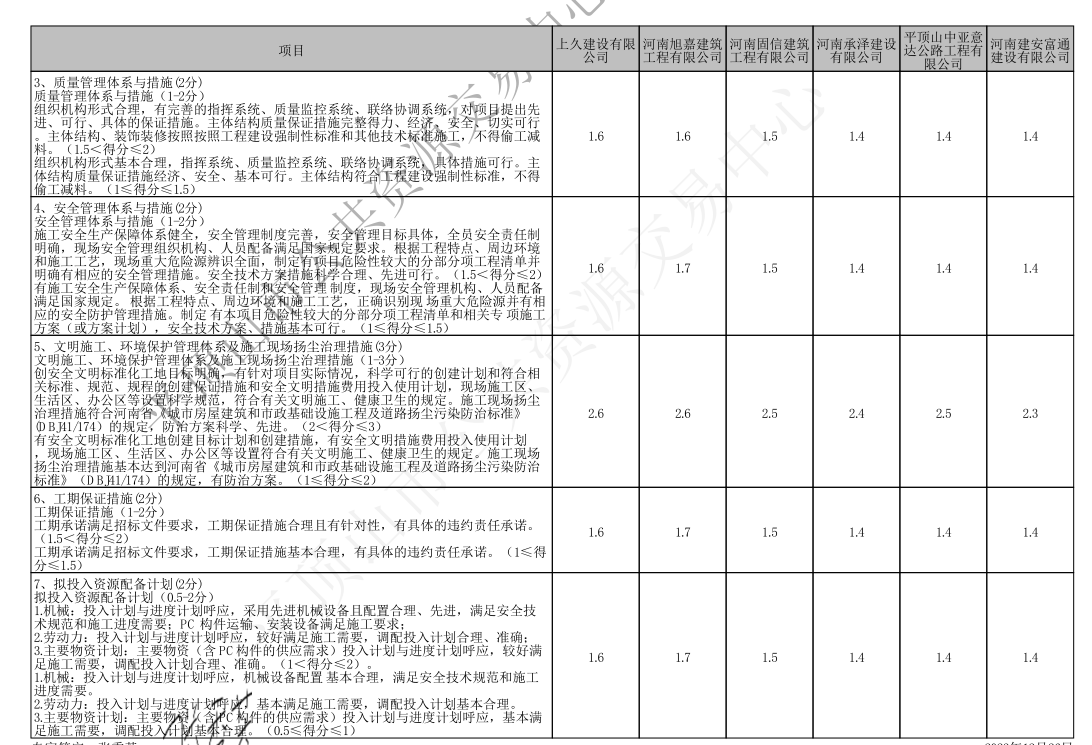 项目
上久建设有限公司
河南旭嘉建筑工程有限公司
河南固信建筑工程有限公司
河南承泽建设有限公司
平顶山中亚意达公路工程有限公司
河南建安富通建设有限公司
3、质量管理体系与措施(2分)
质量管理体系与措施（1-2分）
组织机构形式合理，有完善的指挥系统、质量监控系统、联络协调系统，对项目提出先
进、可行、具体的保证措施。主体结构质量保证措施完整得力、经济、安全、切实可行
。主体结构、装饰装修按照按照工程建设强制性标准和其他技术标准施工，不得偷工减
料。（1.5＜得分≤2）
组织机构形式基本合理，指挥系统、质量监控系统、联络协调系统，具体措施可行。主
体结构质量保证措施经济、安全、基本可行。主体结构符合工程建设强制性标准，不得
偷工减料。（1≤得分≤1.5）
1.6 1.6 1.5 1.4 1.4 1.4
4、安全管理体系与措施(2分)
安全管理体系与措施（1-2分）
施工安全生产保障体系健全，安全管理制度完善，安全管理目标具体，全员安全责任制
明确，现场安全管理组织机构、人员配备满足国家规定要求。根据工程特点、周边环境
和施工工艺，现场重大危险源辨识全面，制定有项目危险性较大的分部分项工程清单并
明确有相应的安全管理措施。安全技术方案措施科学合理、先进可行。（1.5＜得分≤2）
有施工安全生产保障体系、安全责任制和安全管理 制度，现场安全管理机构、人员配备
满足国家规定。 根据工程特点、周边环境和施工工艺，正确识别现 场重大危险源并有相
应的安全防护管理措施。制定 有本项目危险性较大的分部分项工程清单和相关专 项施工
方案（或方案计划），安全技术方案、措施基本可行。（1≤得分≤1.5）
1.6 1.7 1.5 1.4 1.4 1.4
5、文明施工、环境保护管理体系及施工现场扬尘治理措施(3分)
文明施工、环境保护管理体系及施工现场扬尘治理措施（1-3分）
创安全文明标准化工地目标明确，有针对项目实际情况，科学可行的创建计划和符合相
关标准、规范、规程的创建保证措施和安全文明措施费用投入使用计划，现场施工区、
生活区、办公区等设置科学规范，符合有关文明施工、健康卫生的规定。施工现场扬尘
治理措施符合河南省《城市房屋建筑和市政基础设施工程及道路扬尘污染防治标准》
（DBJ41/174）的规定，防治方案科学、先进。（2＜得分≤3）
有安全文明标准化工地创建目标计划和创建措施，有安全文明措施费用投入使用计划
，现场施工区、生活区、办公区等设置符合有关文明施工、健康卫生的规定。施工现场
扬尘治理措施基本达到河南省《城市房屋建筑和市政基础设施工程及道路扬尘污染防治
标准》（DBJ41/174）的规定，有防治方案。（1≤得分≤2）
2.6 2.6 2.5 2.4 2.5 2.3
6、工期保证措施(2分)
工期保证措施（1-2分）
工期承诺满足招标文件要求，工期保证措施合理且有针对性，有具体的违约责任承诺。
（1.5＜得分≤2）
工期承诺满足招标文件要求，工期保证措施基本合理，有具体的违约责任承诺。（1≤得
分≤1.5）
1.6 1.7 1.5 1.4 1.4 1.4
7、拟投入资源配备计划(2分)
拟投入资源配备计划（0.5-2分）
1.机械：投入计划与进度计划呼应，采用先进机械设备且配置合理、先进，满足安全技
术规范和施工进度需要；PC 构件运输、安装设备满足施工要求；
2.劳动力：投入计划与进度计划呼应，较好满足施工需要，调配投入计划合理、准确；
3.主要物资计划：主要物资（含PC构件的供应需求）投入计划与进度计划呼应，较好满
足施工需要，调配投入计划合理、准确。（1＜得分≤2）。
1.机械：投入计划与进度计划呼应，机械设备配置 基本合理，满足安全技术规范和施工
进度需要。
2.劳动力：投入计划与进度计划呼应，基本满足施工需要，调配投入计划基本合理。
3.主要物资计划：主要物资（含PC构件的供应需求）投入计划与进度计划呼应，基本满
足施工需要，调配投入计划基本合理。（0.5≤得分≤1）
1.6 1.7 1.5 1.4 1.4 1.4